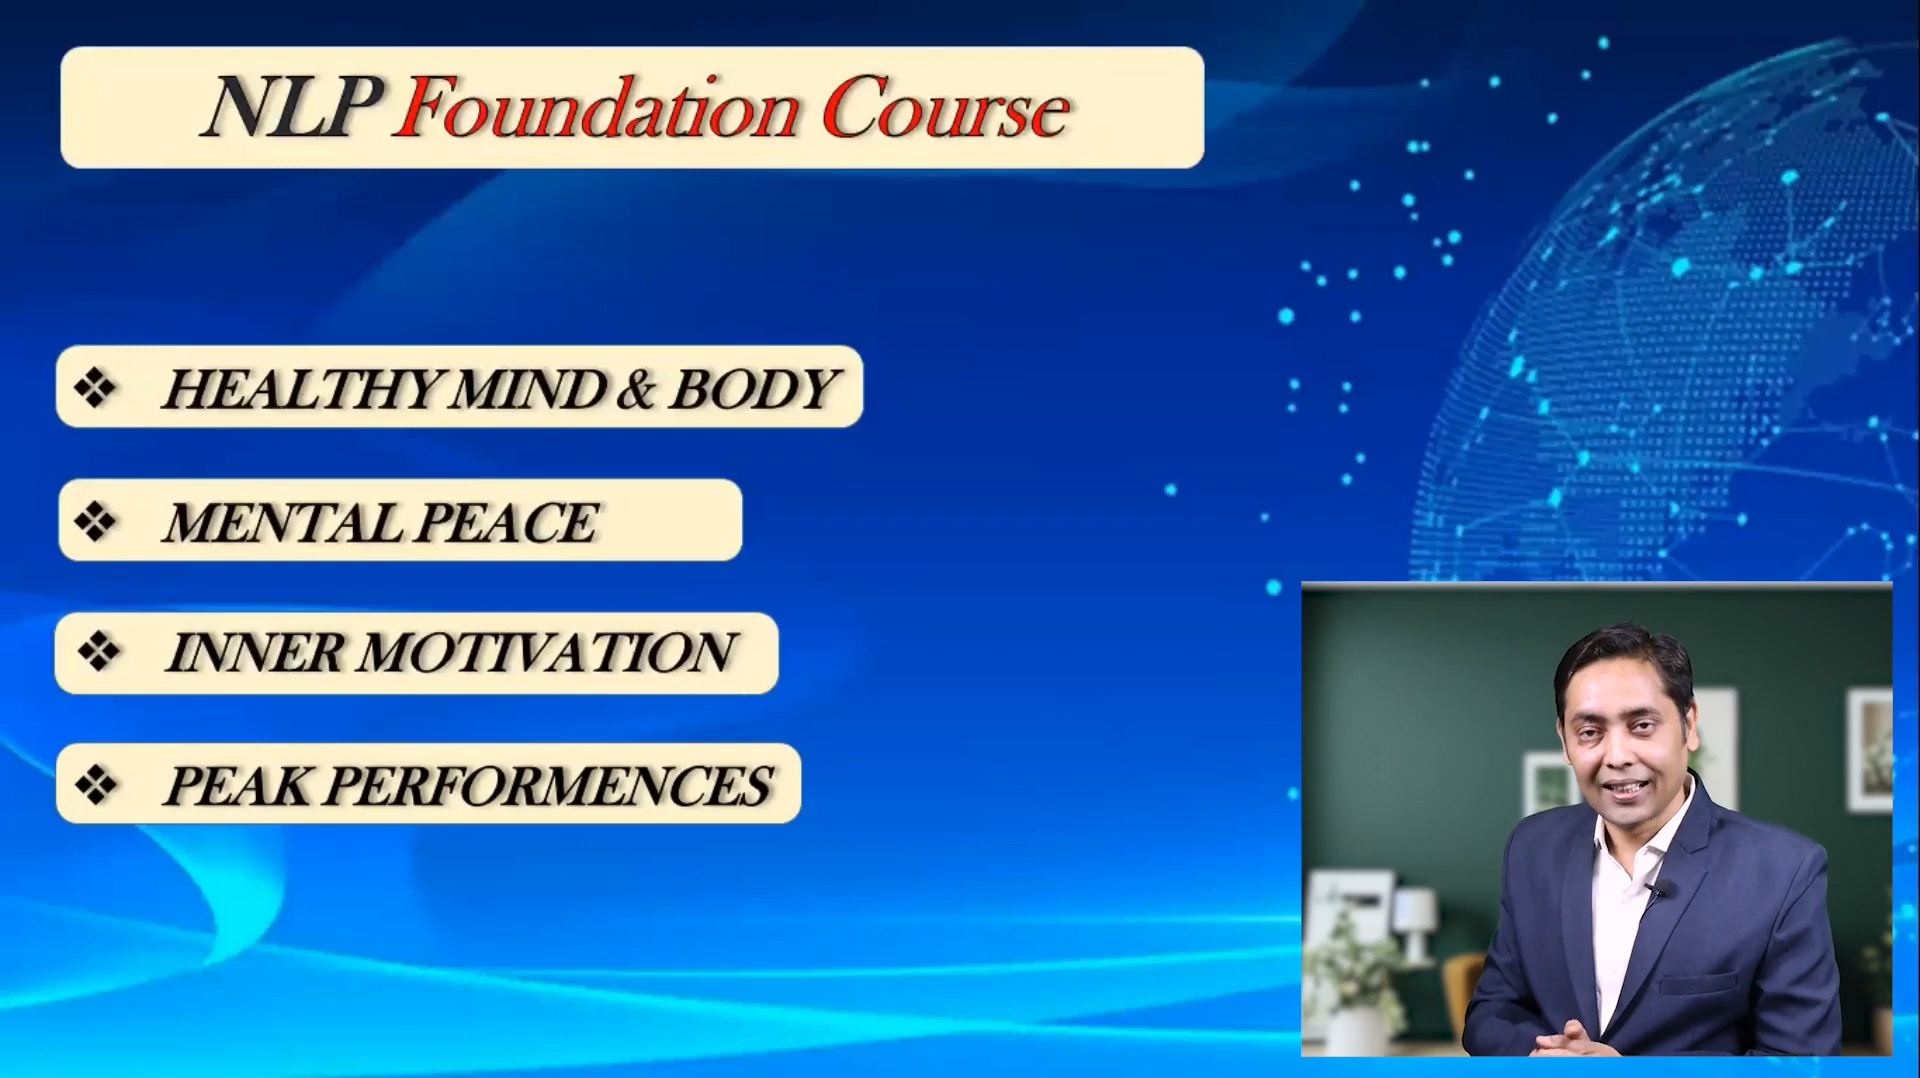 NLP Foundation Course
HEALTHY MIND & BODY
MENTAL PEACE
INNER MOTIVATION
PEAK PERFORMENCES